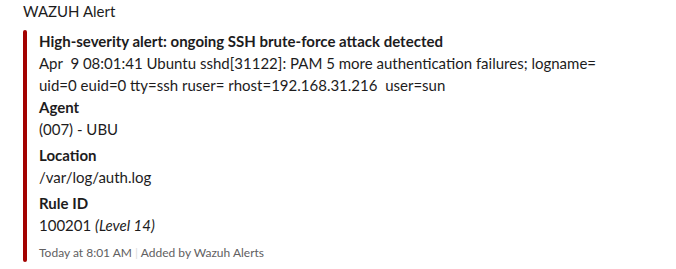 WAZUH Alert
High-severity alert: ongoing SSH brute-force attack detected
Apr  9 08:01:41 Ubuntu sshd[31122]: PAM 5 more authentication failures; logname=
uid=0 euid=0 tty=ssh ruser= rhost=192.168.31.216  user=sun
Agent
(007) - UBU
Location
/var/log/auth.log
Rule ID
100201 (Level 14)
Today at 8:01 AM | Added by Wazuh Alerts